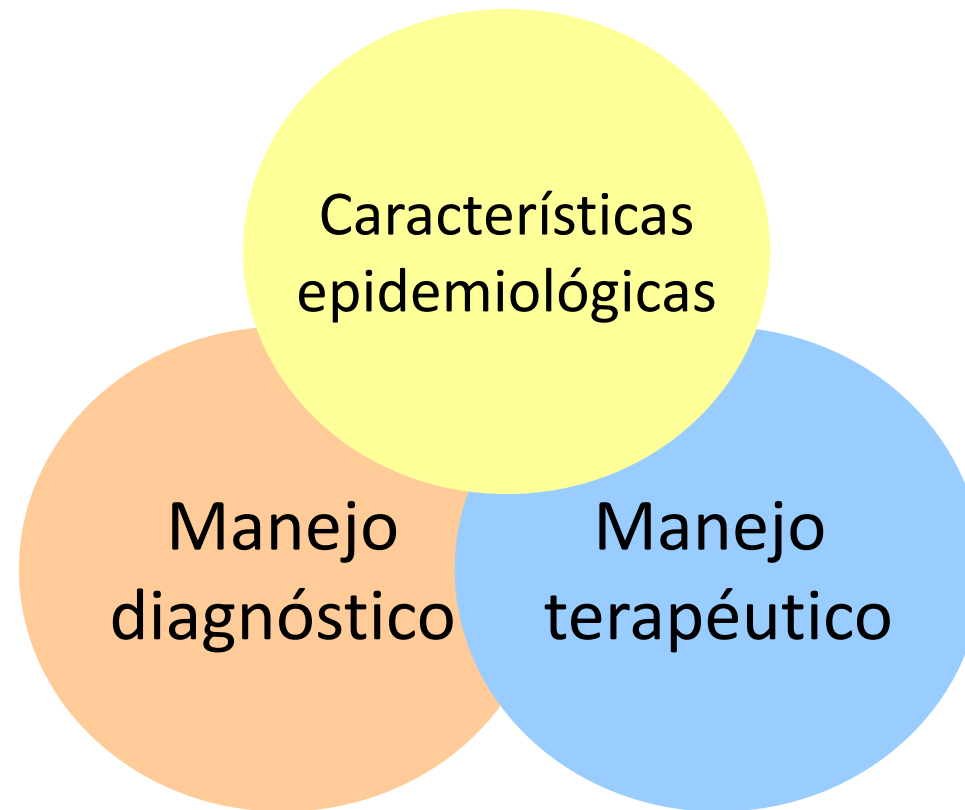 Características
epidemiológicas
Manejo
diagnóstico
Manejo
terapéutico